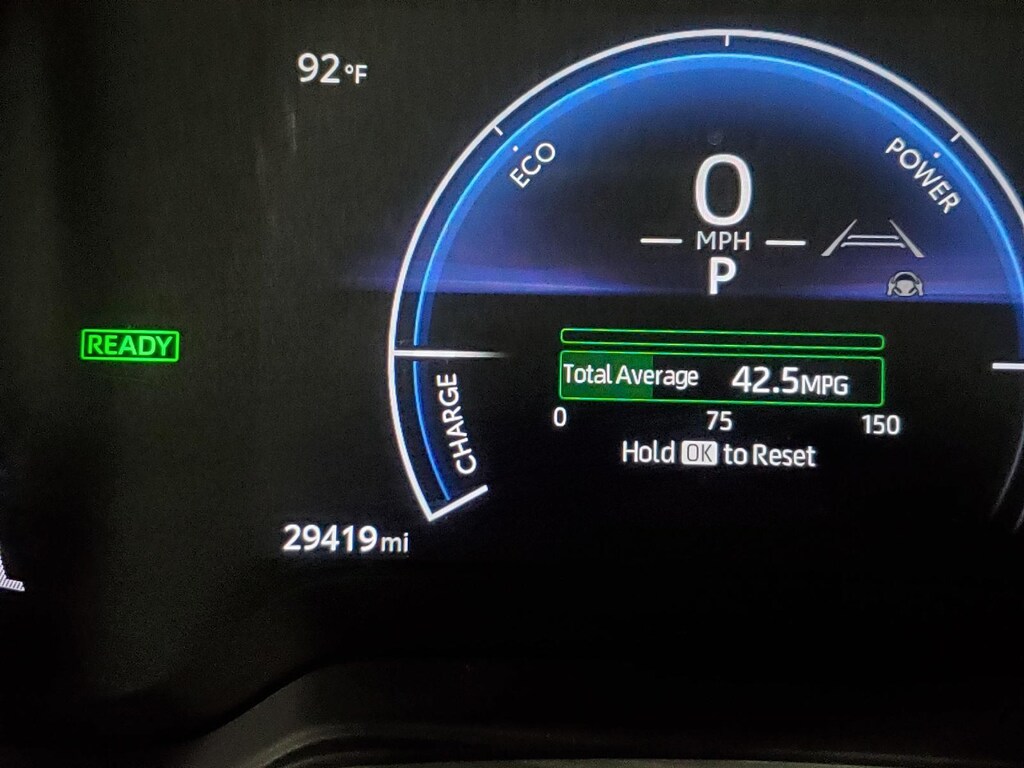 92°F
ECO
POWER
0
MPH
P
READY
Total Average 42.5MPG
0 75 150
CHARGE
Hold OK to Reset
29419mi